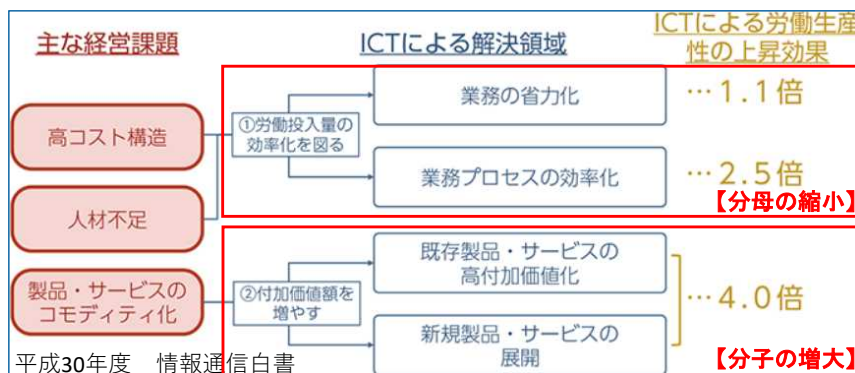 主な経営課題
ICTによる解決領域
ICTによる労働生産
性の上昇効果
高コスト構造
人材不足
製品・サービスの
コモディティ化
①労働投入量の
効率化を図る
業務の省力化
…1.1倍
業務プロセスの効率化
…2.5倍
【分母の縮小】
②付加価値額を
増やす
既存製品・サービスの
高付加価値化
新規製品・サービスの
展開
…4.0倍
【分子の増大】
平成30年度 情報通信白書